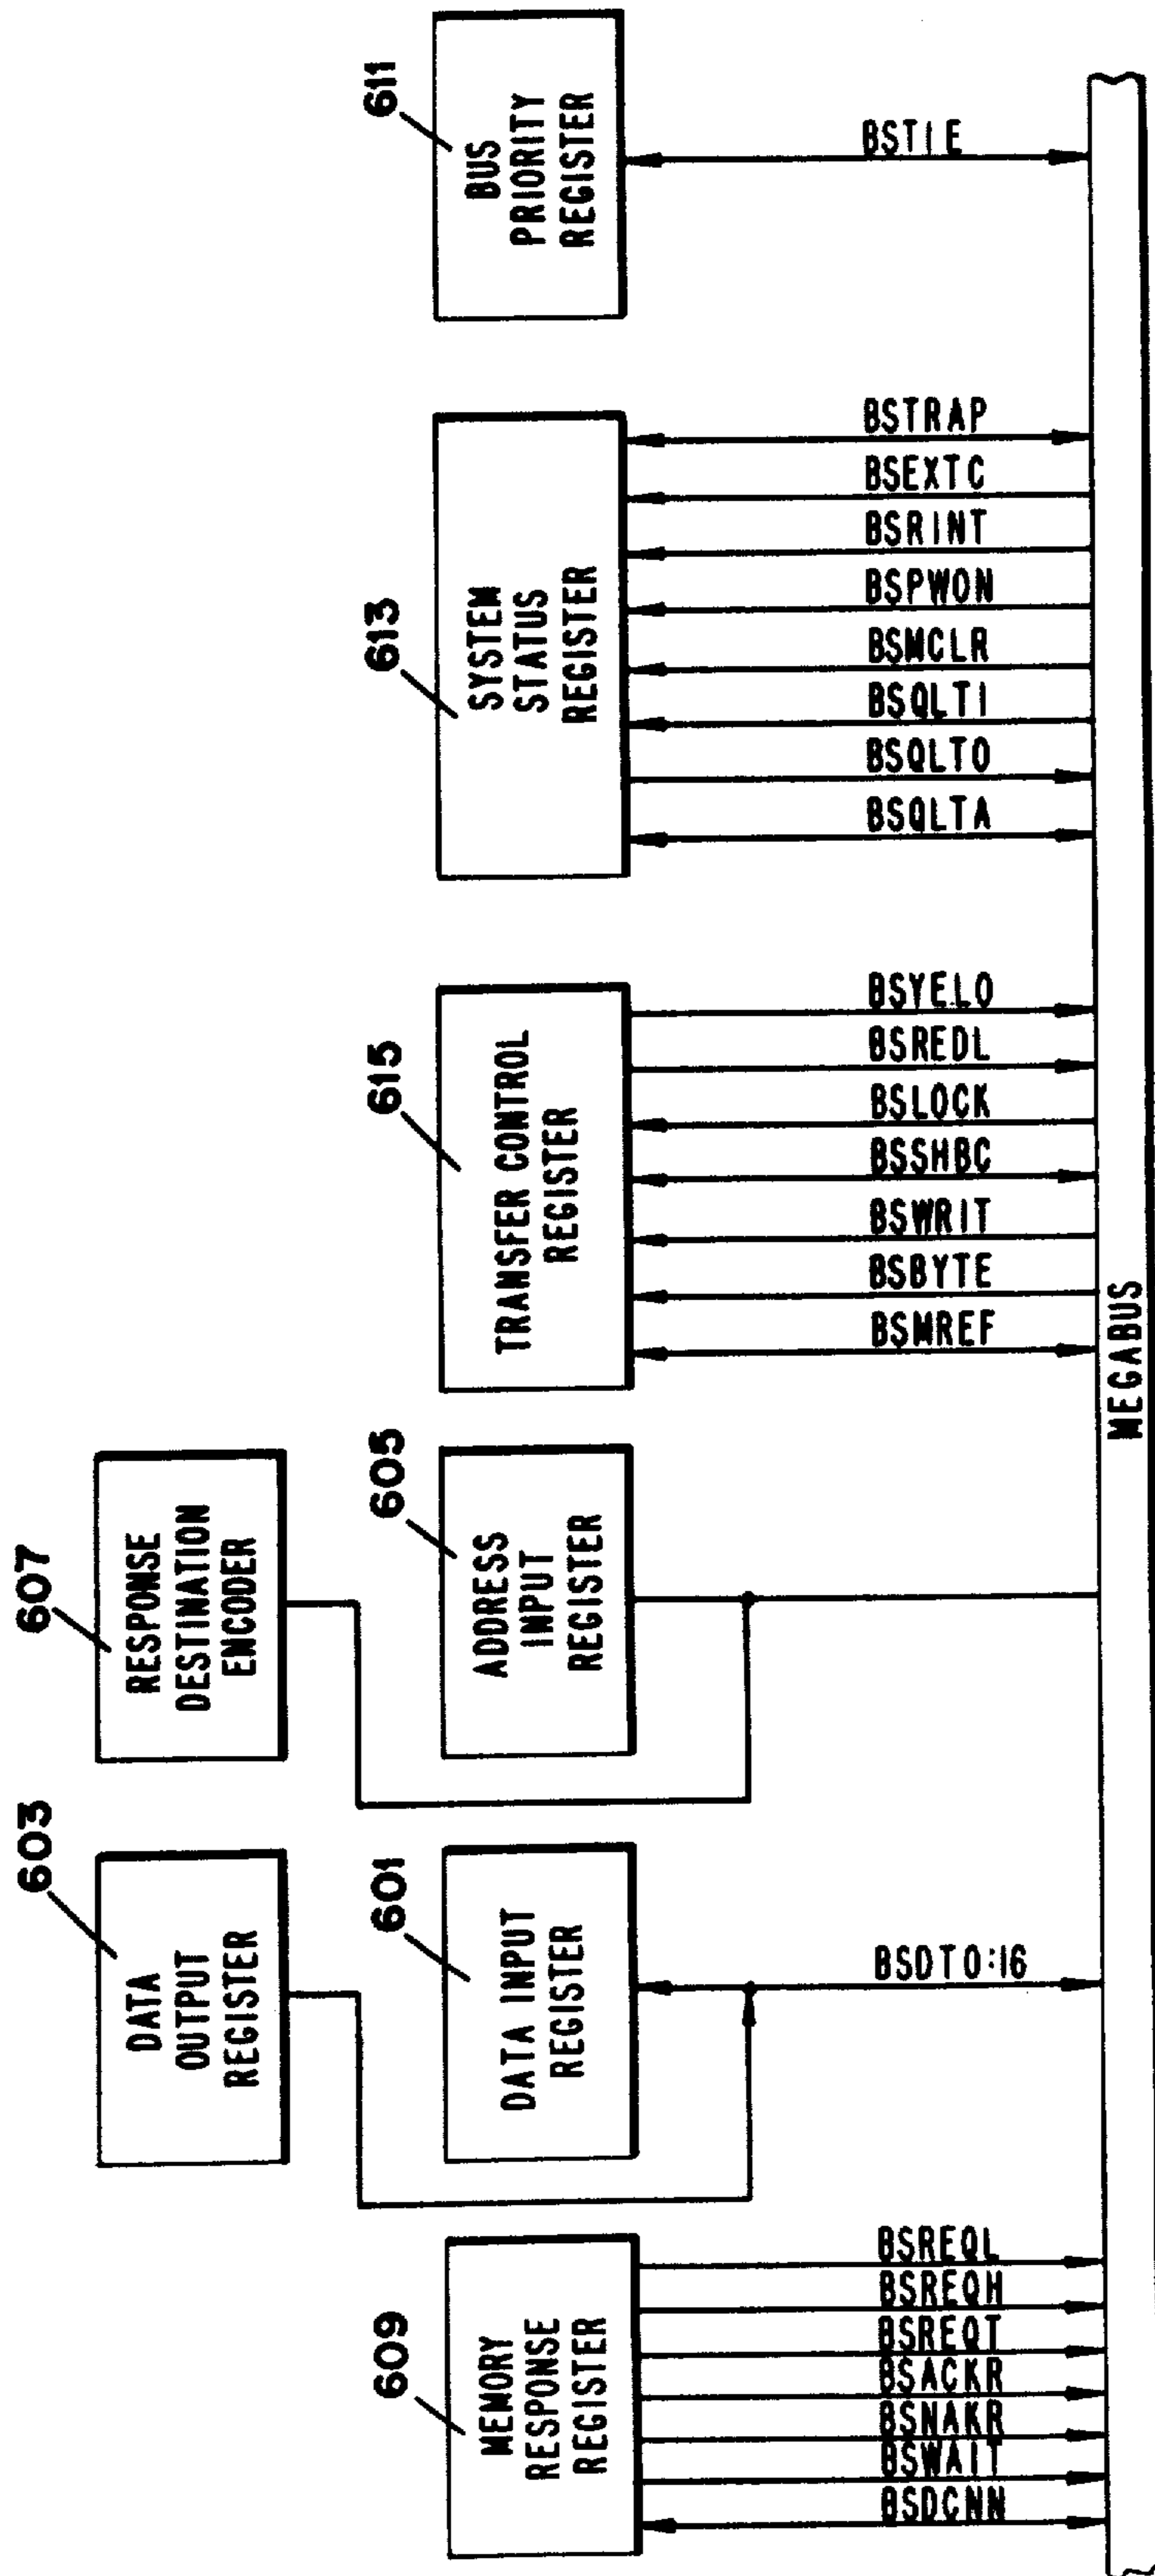 603
DATA
OUTPUT
REGISTER
607
RESPONSE
DESTINATION
ENCODER
609
MEMORY
RESPONSE
REGISTER
601
DATA INPUT
REGISTER
605
ADDRESS
INPUT
REGISTER
615
TRANSFER CONTROL
REGISTER
613
SYSTEM
STATUS
REGISTER
611
BUS
PRIORITY
REGISTER
BSDCNN
BSWAIT
BSNAKR
BSACKR
BSREQT
BSREQH
BSREQL
BSDT0:16
BSMREF
BSBYTE
BSWRIT
BSSHBC
BSLOCK
BSREDL
BSYELO
BSQLTA
BSQLTO
BSQLTI
BSMCLR
BSPWON
BSRINT
BSEXTC
BSTRAP
BSTIE
MEGABUS